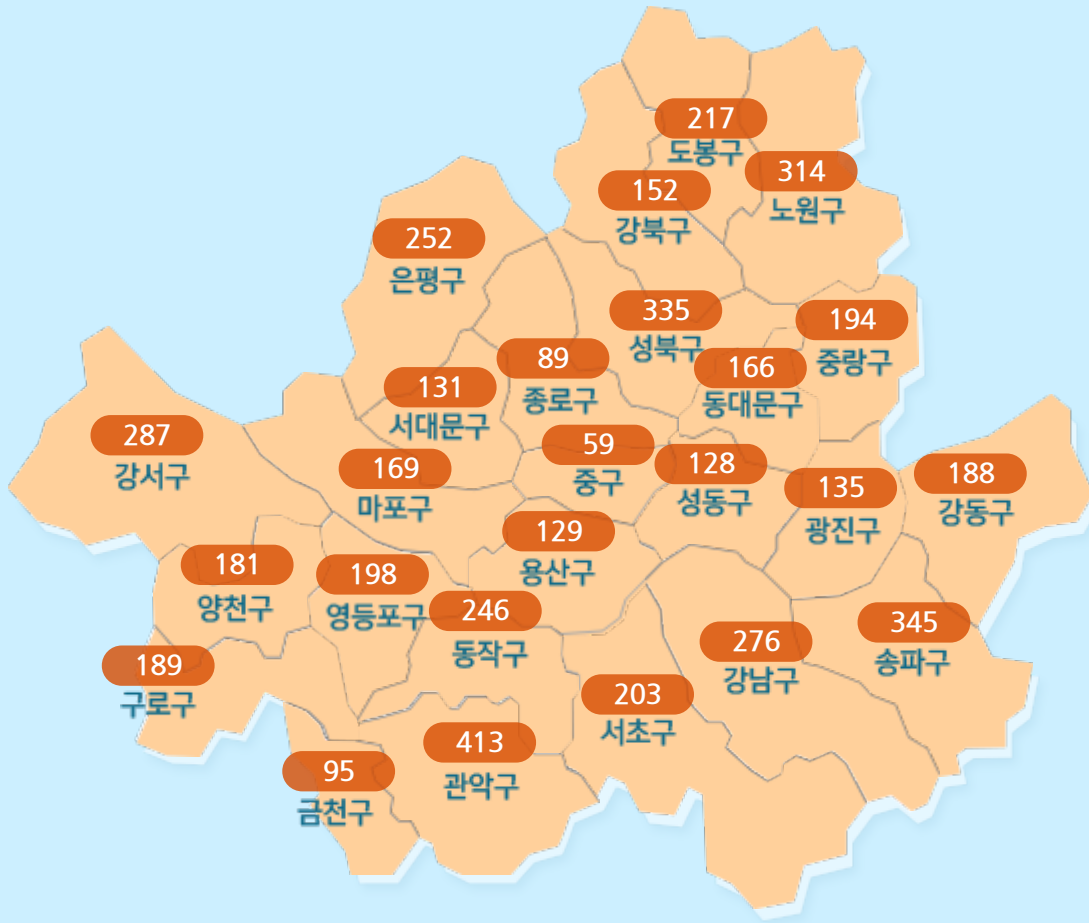 217
도봉구
314
노원구
152
강북구
252
은평구
335
성북구
194
중랑구
89
종로구
166
동대문구
131
서대문구
287
강서구
59
중구
128
성동구
169
마포구
135
광진구
188
강동구
129
용산구
181
양천구
198
영등포구
246
동작구
345
송파구
276
강남구
189
구로구
203
서초구
413
관악구
95
금천구